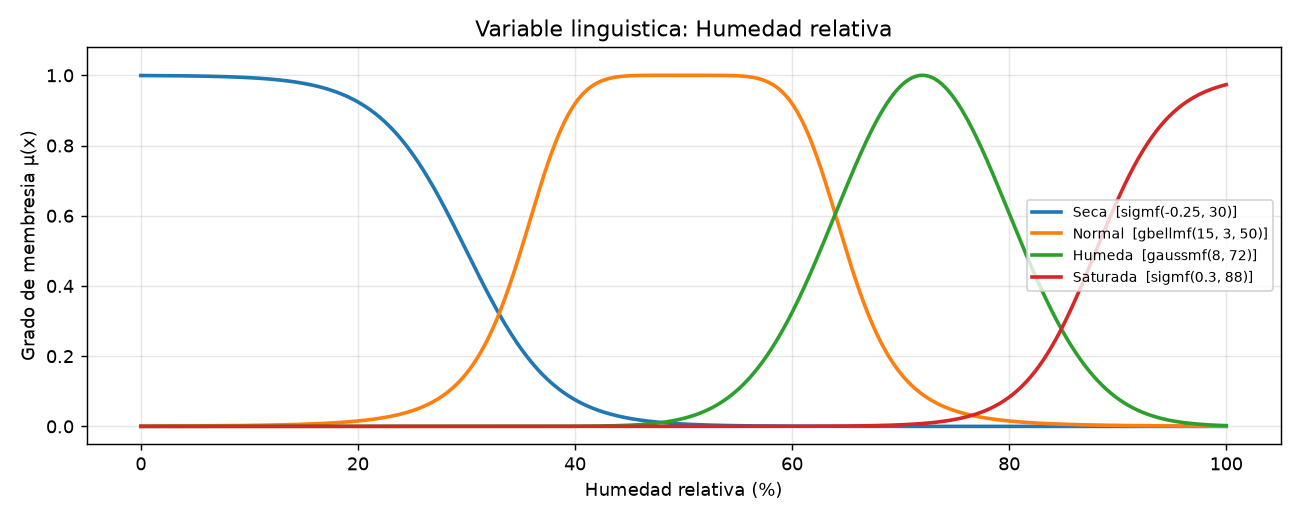 Variable linguistica: Humedad relativa
Grado de membresia μ(x)
1.0
0.8
0.6
0.4
0.2
0.0
Seca  [sigmf(-0.25, 30)]
Normal  [gbellmf(15, 3, 50)]
Humeda  [gaussmf(8, 72)]
Saturada  [sigmf(0.3, 88)]
0 20 40 60 80 100
Humedad relativa (%)